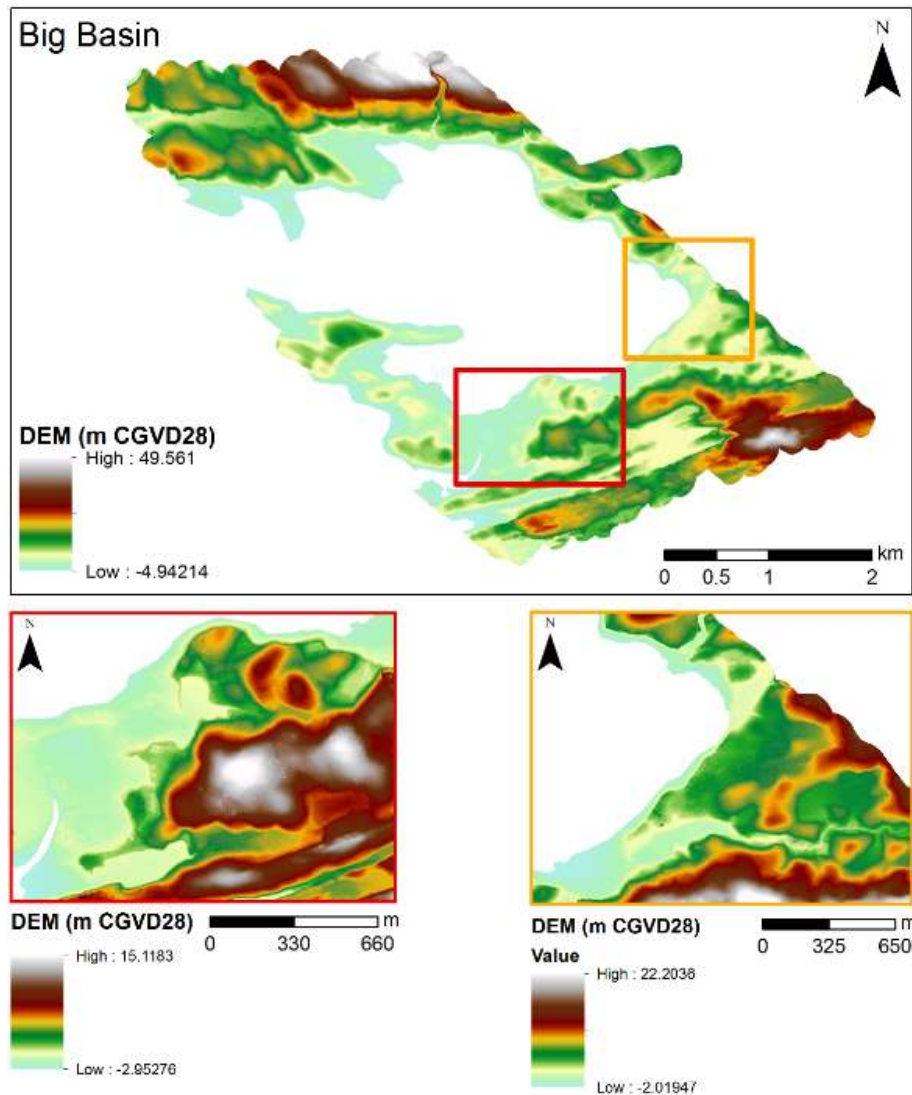 Big Basin
N
DEM (m CGVD28)
High : 49.561
Low : -4.94214
km
0 0.5 1 2
N
DEM (m CGVD28)
High : 15.1183
Low : -2.95276
m
0 330 660
N
DEM (m CGVD28)
Value
High : 22.2036
Low : -2.01947
m
0 325 650